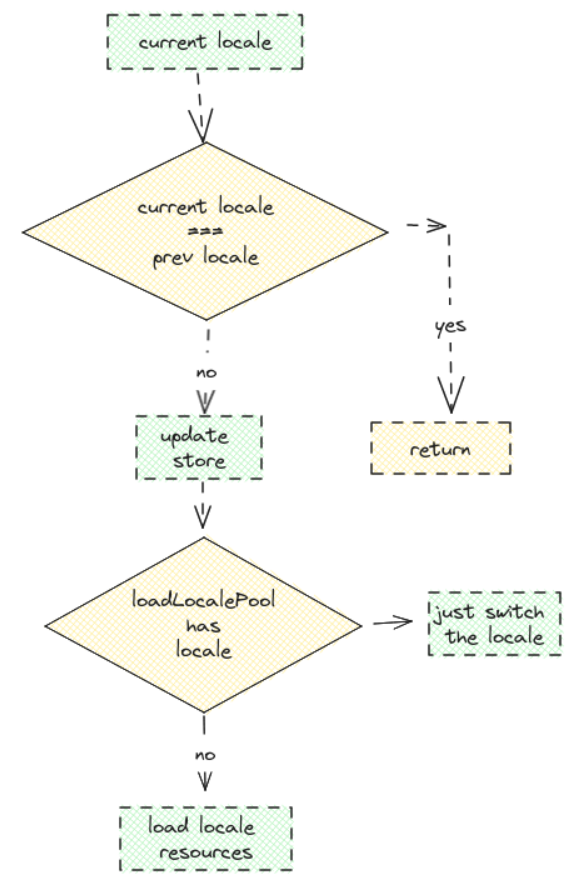 current locale
current locale
===
prev locale
yes
no
update
store
return
loadLocalePool
has
locale
just switch
the locale
no
load locale
resources